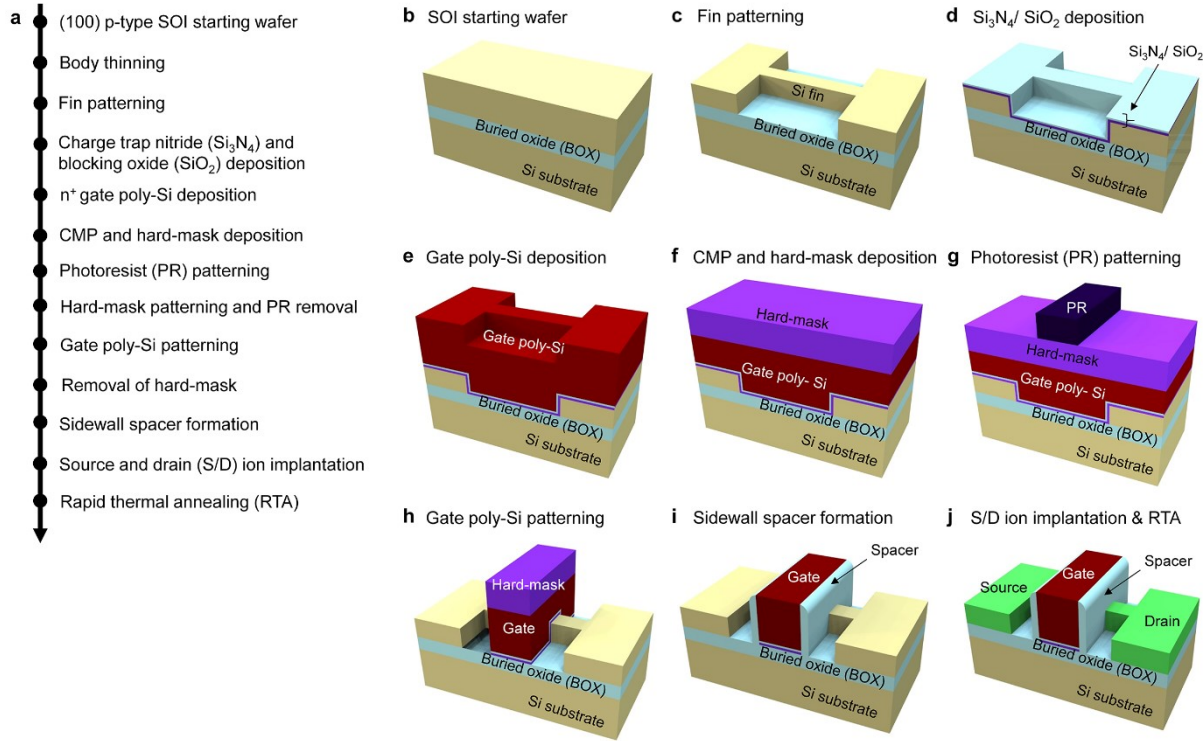 a
(100) p-type SOI starting wafer
Body thinning
Fin patterning
Charge trap nitride (Si₃N₄) and
blocking oxide (SiO₂) deposition
n⁺ gate poly-Si deposition
CMP and hard-mask deposition
Photoresist (PR) patterning
Hard-mask patterning and PR removal
Gate poly-Si patterning
Removal of hard-mask
Sidewall spacer formation
Source and drain (S/D) ion implantation
Rapid thermal annealing (RTA)
b SOI starting wafer
Buried oxide (BOX)
Si substrate
c Fin patterning
Si fin
Buried oxide (BOX)
Si substrate
d Si₃N₄/ SiO₂ deposition
Si₃N₄/ SiO₂
Buried oxide (BOX)
Si substrate
e Gate poly-Si deposition
Gate poly-Si
Buried oxide (BOX)
Si substrate
f CMP and hard-mask deposition
Hard-mask
Gate poly- Si
Buried oxide (BOX)
Si substrate
g Photoresist (PR) patterning
PR
Hard-mask
Gate poly- Si
Buried oxide (BOX)
Si substrate
h Gate poly-Si patterning
Hard-mask
Gate
Buried oxide (BOX)
Si substrate
i Sidewall spacer formation
Spacer
Gate
Buried oxide (BOX)
Si substrate
j S/D ion implantation & RTA
Spacer
Gate
Source
Drain
Buried oxide (BOX)
Si substrate